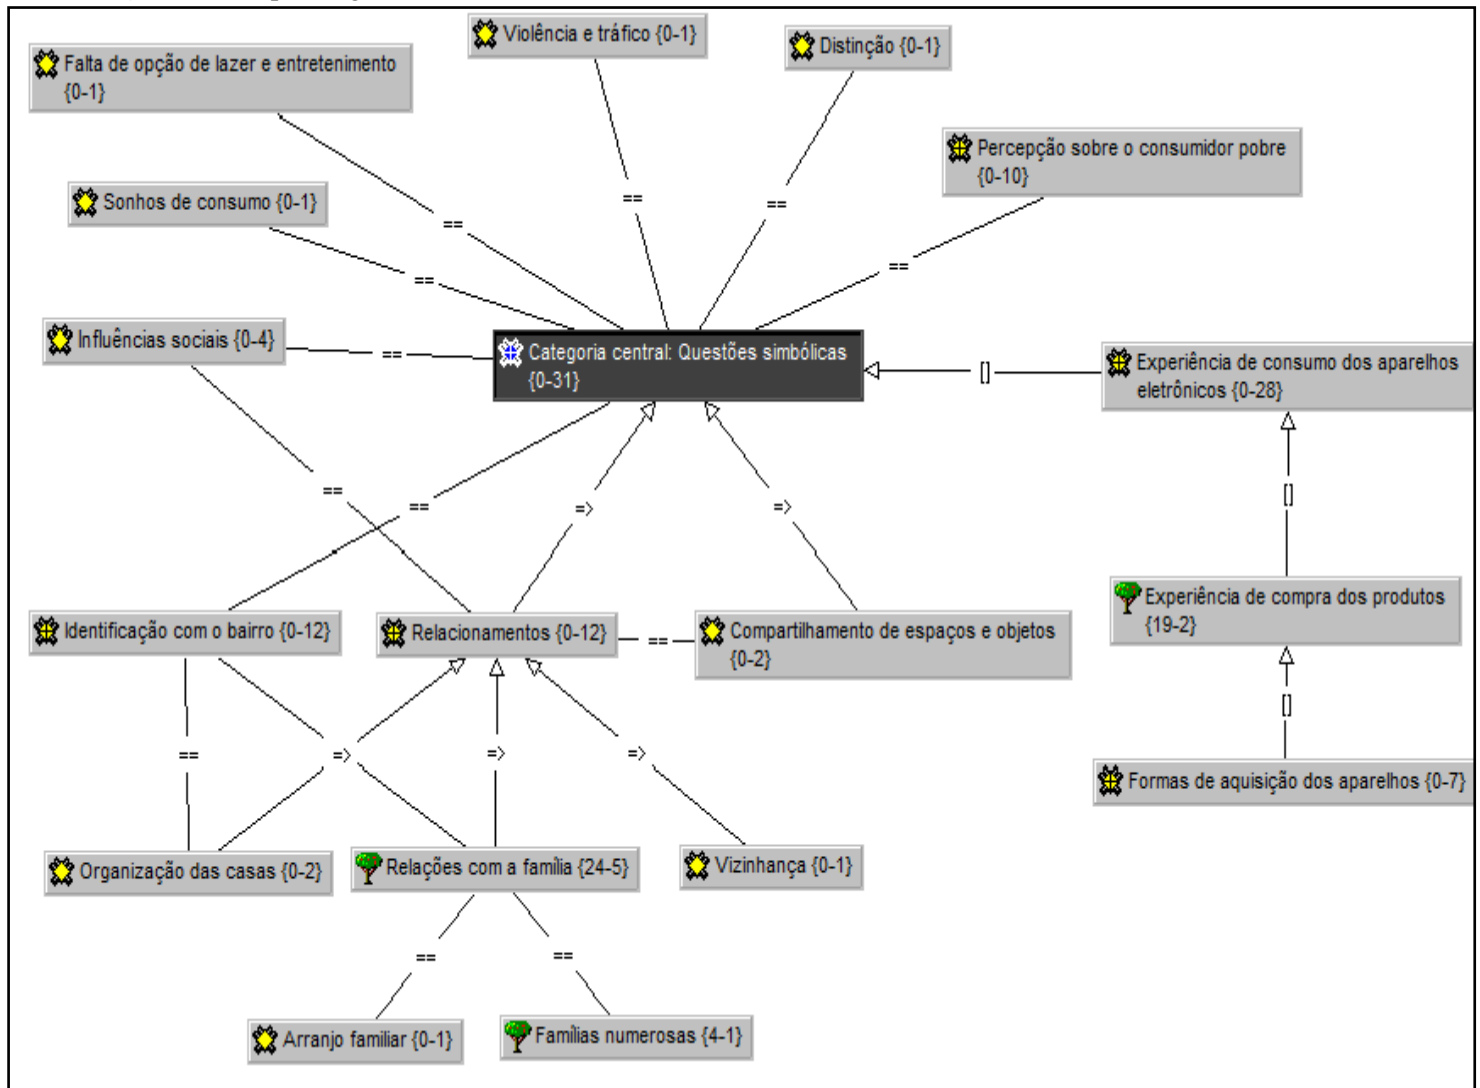 Violência e tráfico {0-1}
Distinção {0-1}
Falta de opção de lazer e entretenimento
{0-1}
Percepção sobre o consumidor pobre
{0-10}
Sonhos de consumo {0-1}
==
==
==
==
==
Influências sociais {0-4}
==
Categoria central: Questões simbólicas
{0-31}
[]
Experiência de consumo dos aparelhos
eletrônicos {0-28}
==
==
=>
=>
[]
Identificação com o bairro {0-12}
Relacionamentos {0-12}
==
Compartilhamento de espaços e objetos
{0-2}
Experiência de compra dos produtos
{19-2}
==
=>
=>
=>
[]
Formas de aquisição dos aparelhos {0-7}
Organização das casas {0-2}
Relações com a família {24-5}
Vizinhança {0-1}
==
==
Arranjo familiar {0-1}
Famílias numerosas {4-1}